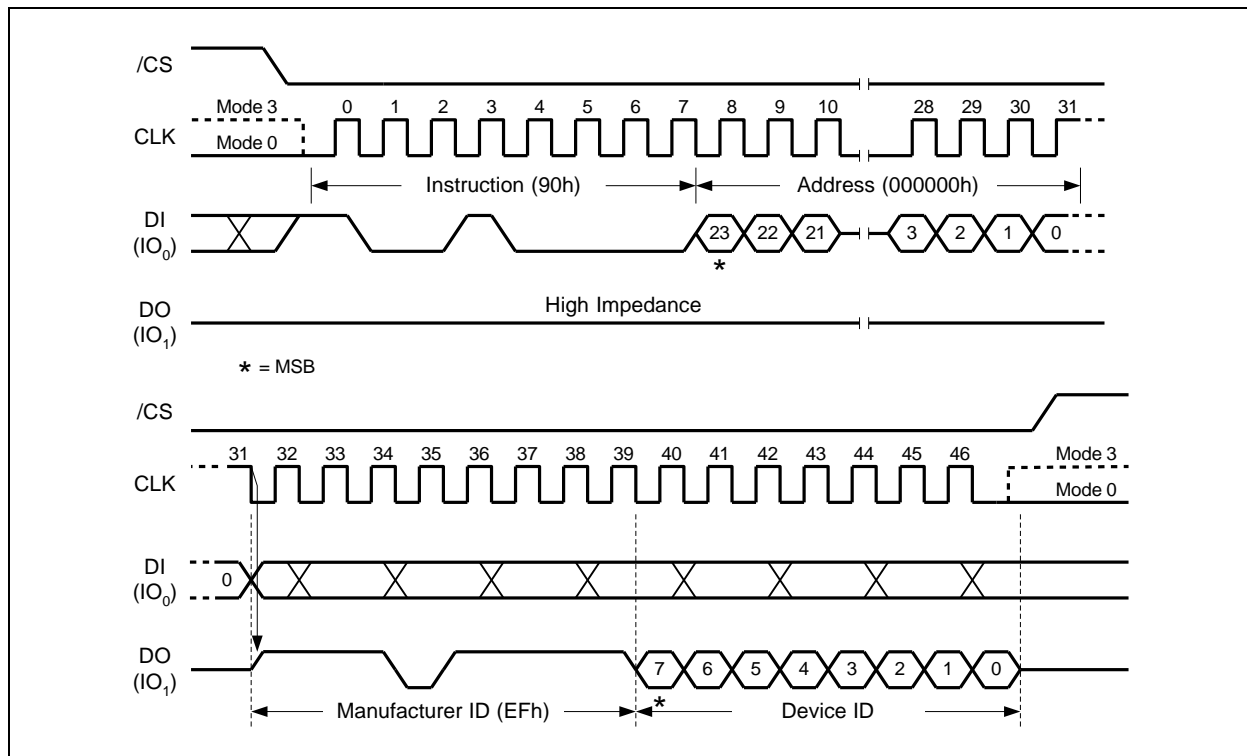 /CS
Mode 3
0 1 2 3 4 5 6 7 8 9 10 28 29 30 31
CLK
Mode 0
Instruction (90h) Address (000000h)
DI
(IO0)
23 22 21 3 2 1 0
*
High Impedance
DO
(IO1)
* = MSB
/CS
31 32 33 34 35 36 37 38 39 40 41 42 43 44 45 46
Mode 3
CLK
Mode 0
DI
(IO0)
0
DO
(IO1)
7 6 5 4 3 2 1 0
*
Manufacturer ID (EFh) Device ID